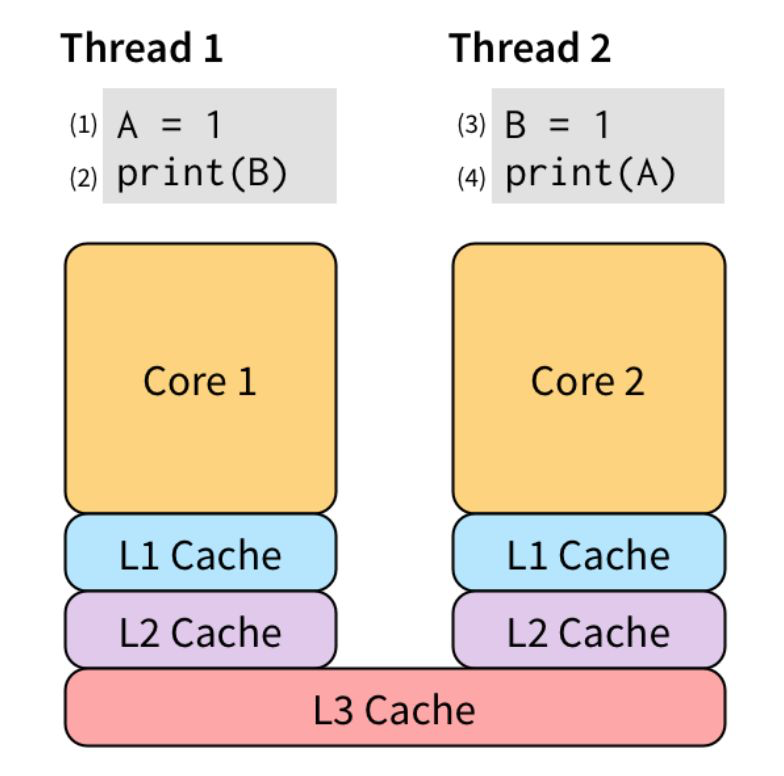 Thread 1
(1) A = 1
(2) print(B)
Thread 2
(3) B = 1
(4) print(A)
Core 1
Core 2
L1 Cache
L1 Cache
L2 Cache
L2 Cache
L3 Cache